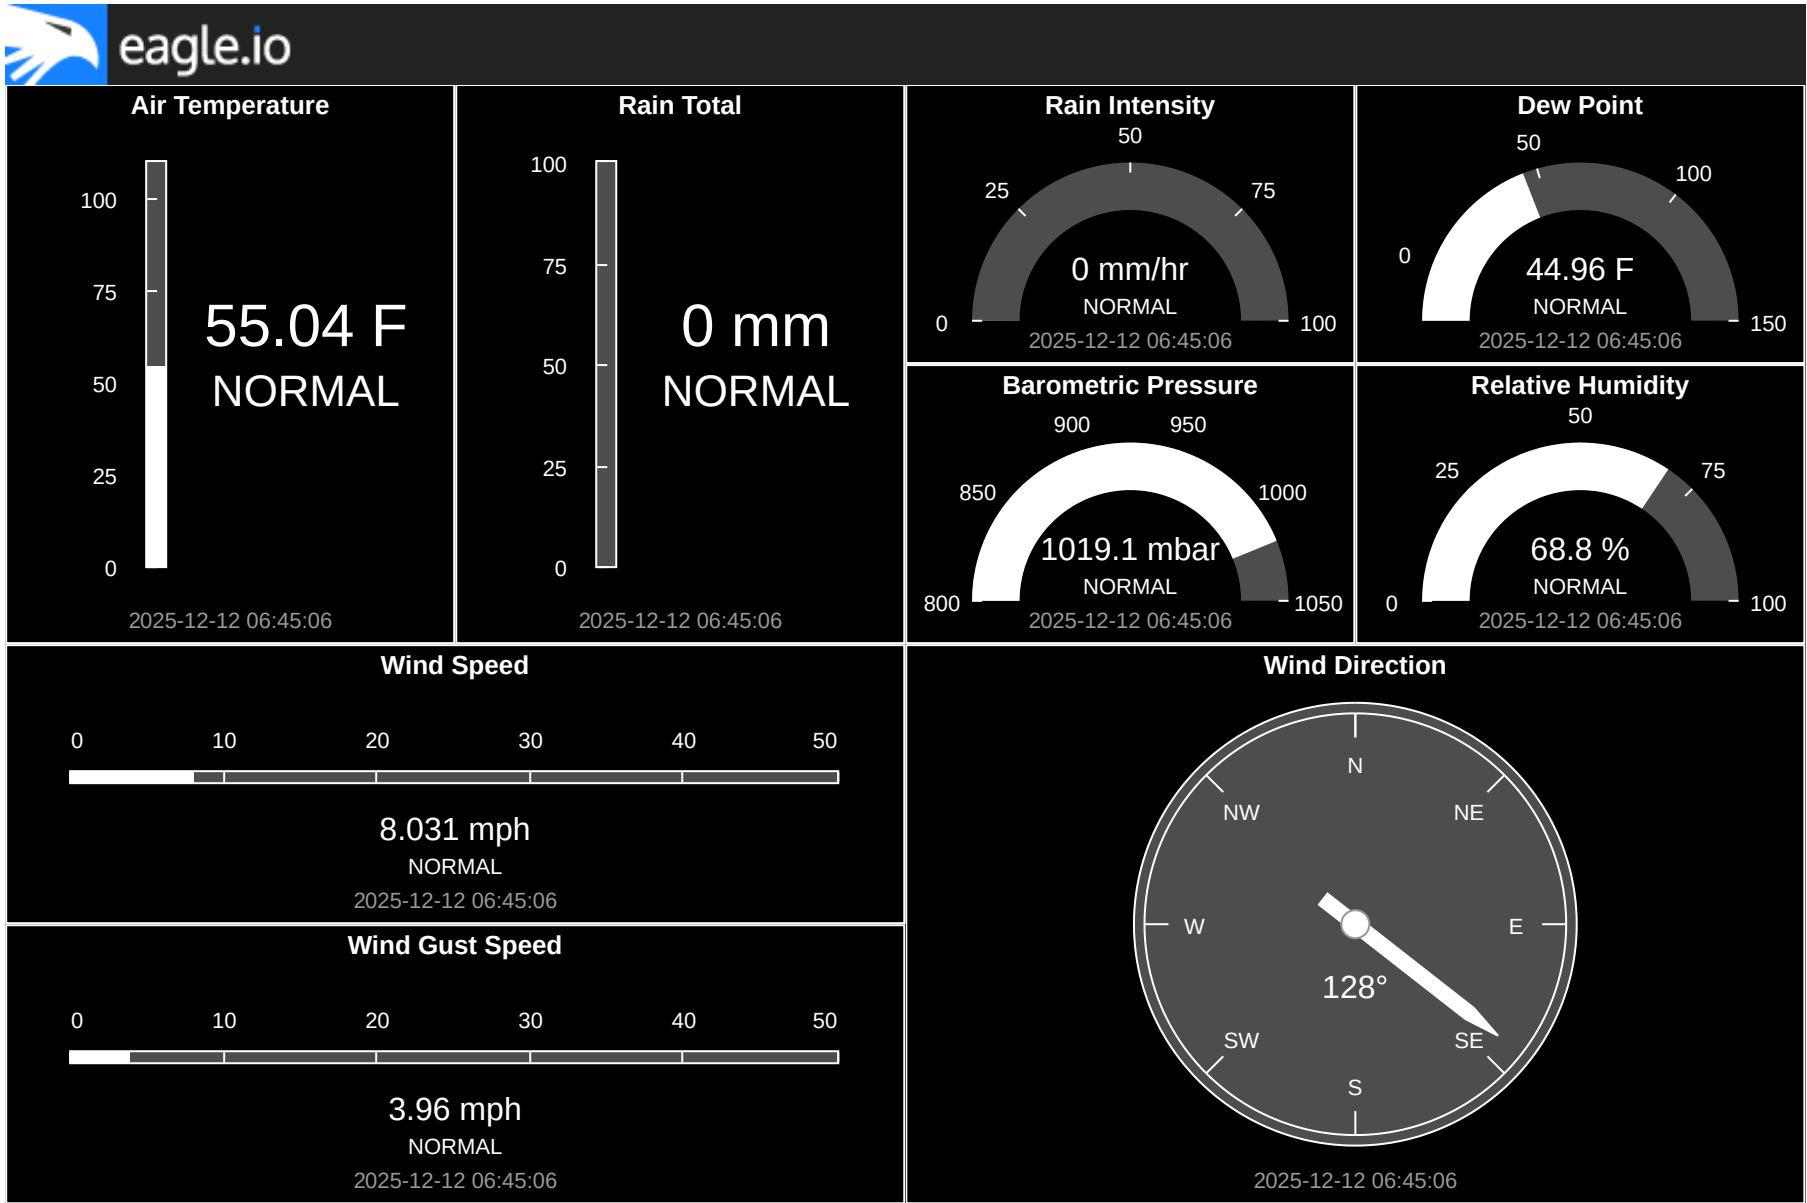 eagle.io
Air Temperature
100
75
50
25
0
55.04 F
NORMAL
2025-12-12 06:45:06
Rain Total
100
75
50
25
0
0 mm
NORMAL
2025-12-12 06:45:06
Rain Intensity
0
25
50
75
100
0 mm/hr
NORMAL
2025-12-12 06:45:06
Dew Point
0
50
100
150
44.96 F
NORMAL
2025-12-12 06:45:06
Barometric Pressure
800
850
900
950
1000
1050
1019.1 mbar
NORMAL
2025-12-12 06:45:06
Relative Humidity
0
25
50
75
100
68.8 %
NORMAL
2025-12-12 06:45:06
Wind Speed
0 10 20 30 40 50
8.031 mph
NORMAL
2025-12-12 06:45:06
Wind Gust Speed
0 10 20 30 40 50
3.96 mph
NORMAL
2025-12-12 06:45:06
Wind Direction
N
NW NE
W E
128°
SW SE
S
2025-12-12 06:45:06